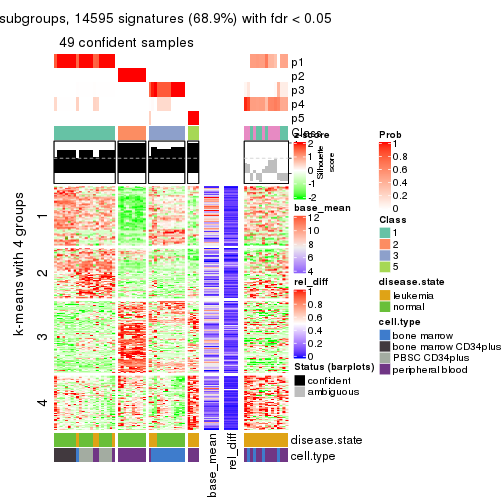 subgroups, 14595 signatures (68.9%) with fdr < 0.05
49 confident samples
p1
p2
p3
p4
p5
Class
1
2
3
4
k-means with 4 groups
Silhouette
score
z-score
2
1
0
-1
-2
base_mean
12
10
8
6
4
rel_diff
1
0.8
0.6
0.4
0.2
0
Status (barplots)
confident
ambiguous
Prob
1
0.8
0.6
0.4
0.2
0
Class
1
2
3
5
disease.state
leukemia
normal
cell.type
bone marrow
bone marrow CD34plus
PBSC CD34plus
peripheral blood
disease.state
cell.type
base_mean
rel_diff